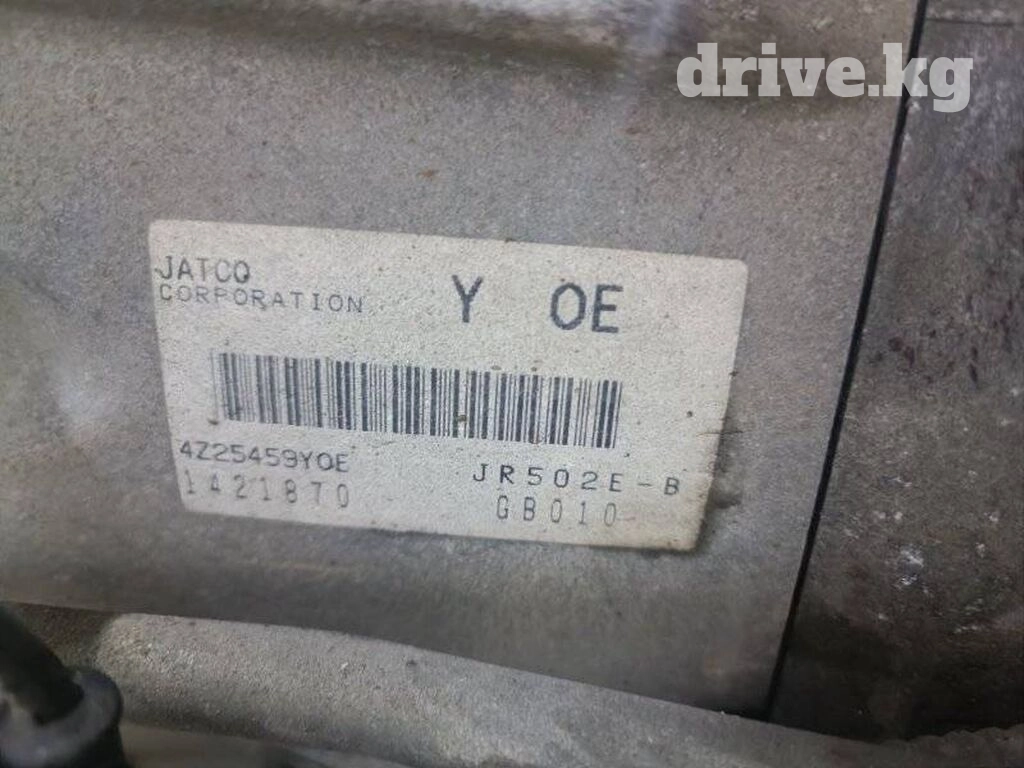 drive.kg
JATCO
CORPORATION
Y OE
4Z25459YOE
JR502E-B
1421870
GB010